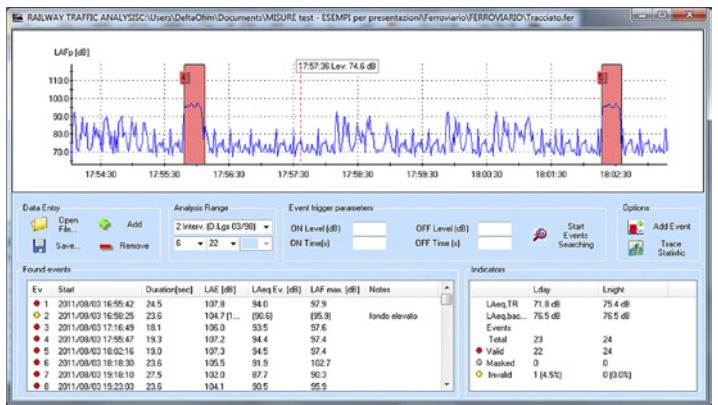 RAILWAY TRAFFIC ANALYSISC:\Users\DeltaOhm\Documents\MISURE test - ESEMPI per presentazioni\Ferroviario\FERROVIARIO\Tracciato.fer
LAFp [dB]
17:57:36 Lev: 74.6 dB
110.0
100.0
90.0
80.0
70.0
4
5
17:54:30 17:55:30 17:56:30 17:57:30 17:58:30 17:59:30 18:00:30 18:01:30 18:02:30
Data Entry
Open File...
Add
Save...
Remove
Analysis Range
2 Interv. (D.Lgs 03/98)
6 22
Event trigger parameters
ON Level (dB) OFF Level (dB)
ON Time(s) OFF Time (s)
Start Events Searching
Options
Add Event
Trace Statistic
Found events
Ev Start Duration[sec] LAE [dB] LAeq Ev. [dB] LAF max. [dB] Notes
1 2011/08/03 16:55:42 24.5 107.8 94.0 97.9
2 2011/08/03 16:58:25 23.6 104.7 (1... (90.6) (95.9) fondo elevato
3 2011/08/03 17:16:49 18.1 106.0 93.5 97.6
4 2011/08/03 17:55:47 19.3 107.2 94.4 97.4
5 2011/08/03 18:02:16 19.0 107.3 94.5 97.4
6 2011/08/03 18:18:30 23.6 105.5 91.9 102.7
7 2011/08/03 19:18:10 27.5 102.0 87.7 90.3
8 2011/08/03 19:23:03 23.6 104.1 90.5 95.9
Indicators
Lday Lnight
LAeq,TR 71.8 dB 75.4 dB
LAeq,bac... 76.5 dB 76.5 dB
Events
Total 23 24
Valid 22 24
Masked 0 0
Invalid 1 (4.5%) 0 (0.0%)